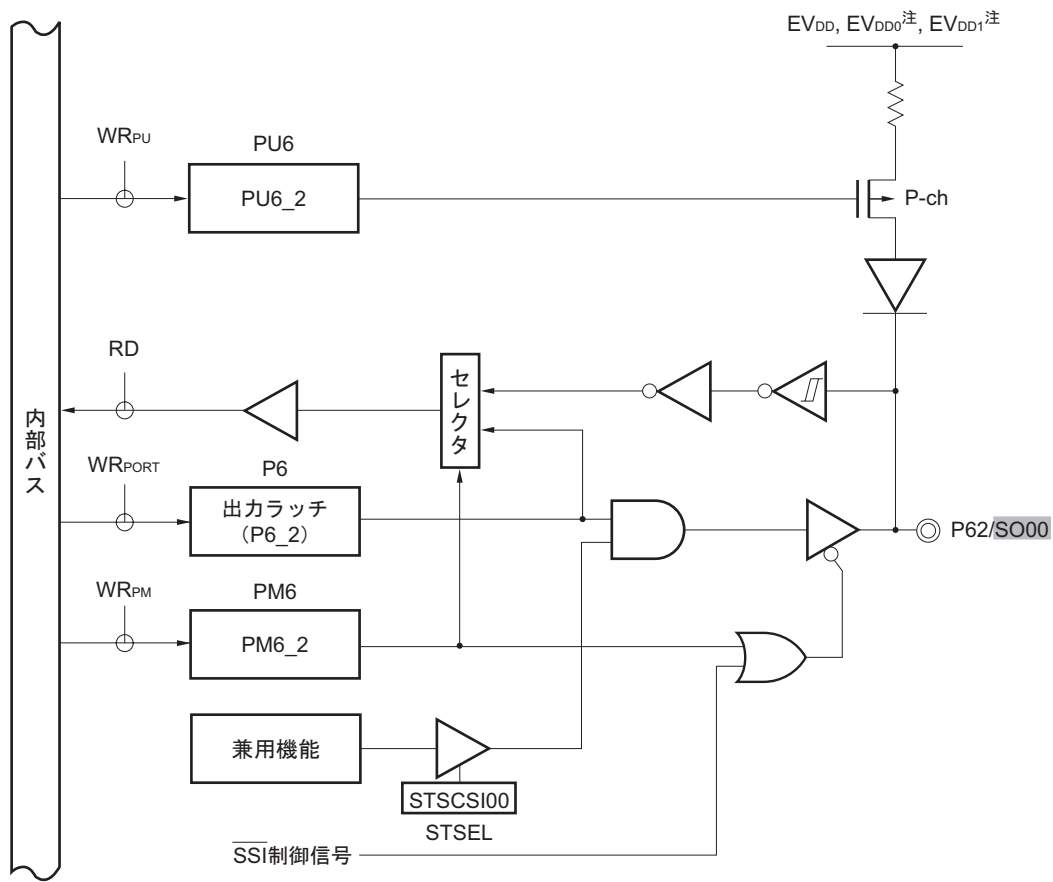 EVDD, EVDD0注, EVDD1注
WRPU
PU6
PU6_2
P-ch
RD
セレクタ
内部バス
WRPORT
P6
出力ラッチ
（P6_2）
P62/SO00
WRPM
PM6
PM6_2
兼用機能
STSCSI00
STSEL
SSI制御信号